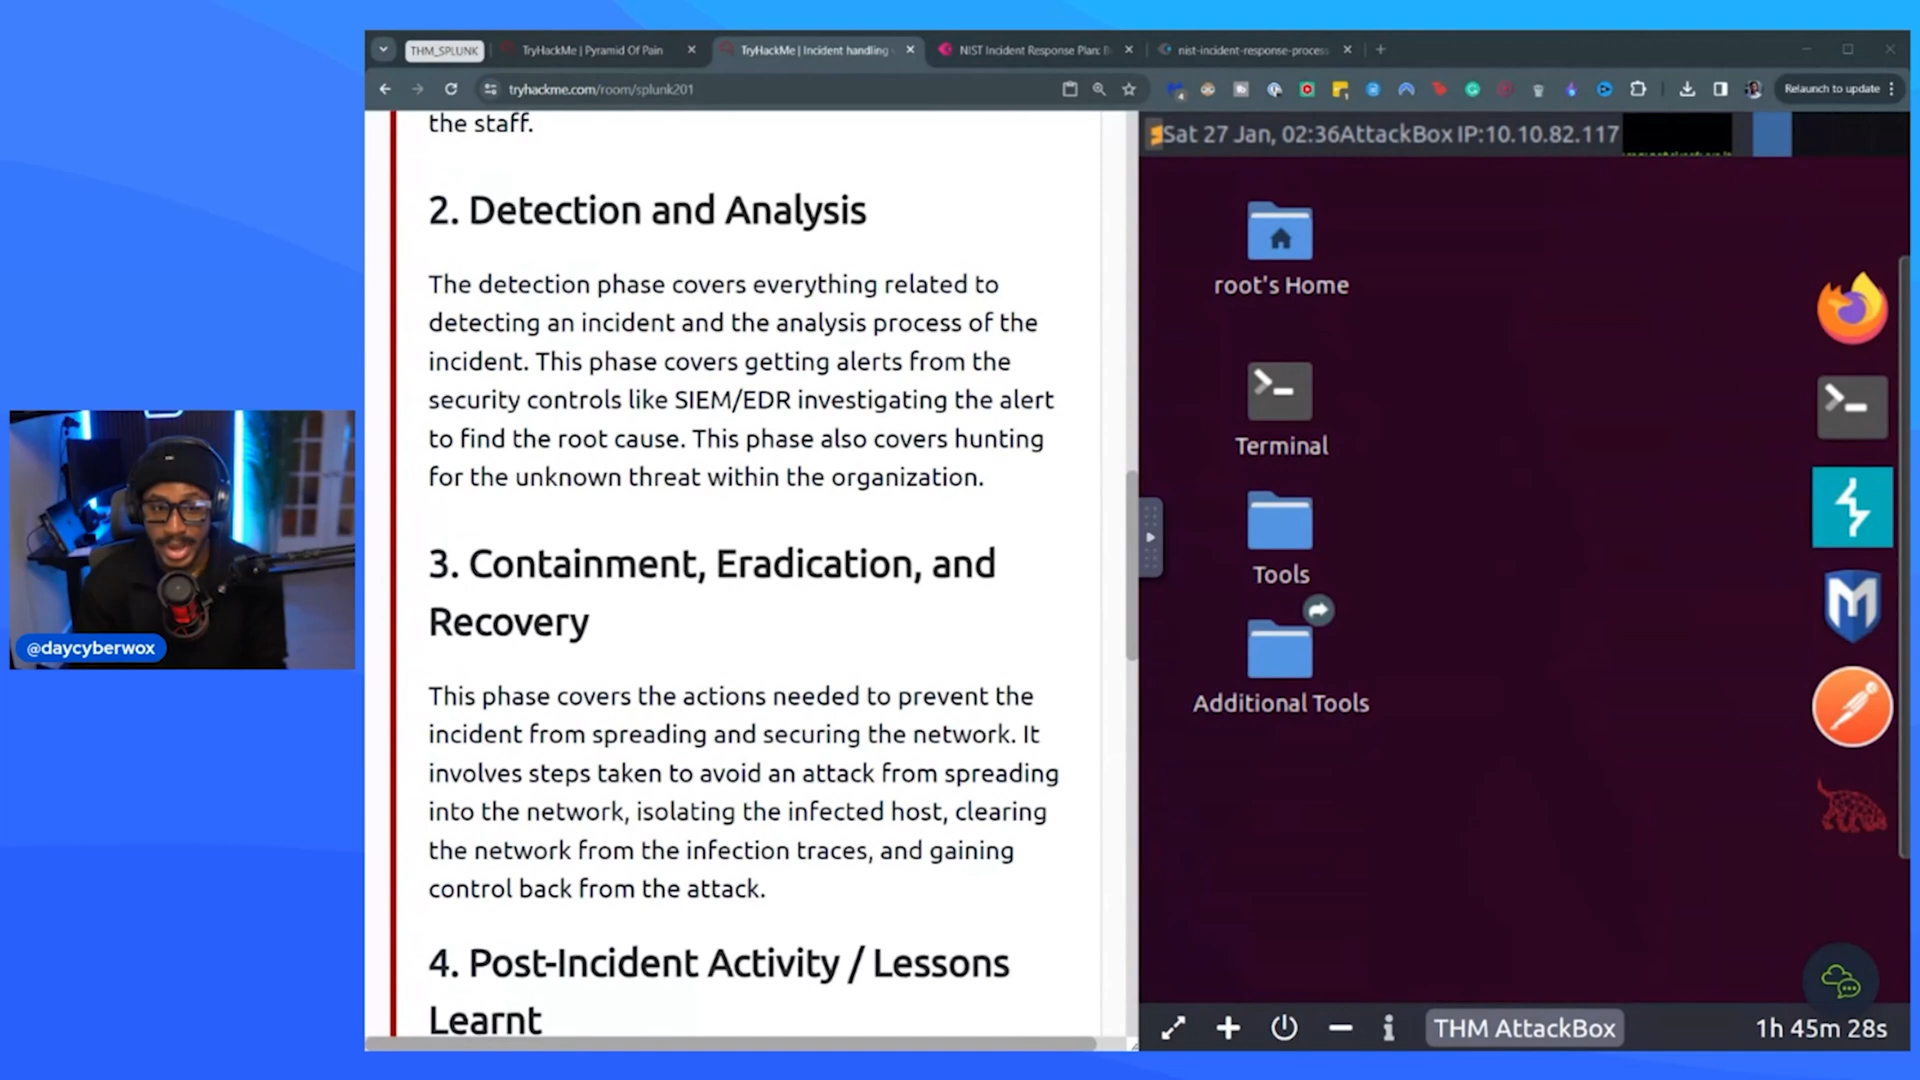 THM_SPLUNK
TryHackMe | Pyramid Of Pain
TryHackMe | Incident handling
NIST Incident Response Plan: B
nist-incident-response-process
tryhackme.com/room/splunk201
Relaunch to update
the staff.
2. Detection and Analysis
The detection phase covers everything related to
detecting an incident and the analysis process of the
incident. This phase covers getting alerts from the
security controls like SIEM/EDR investigating the alert
to find the root cause. This phase also covers hunting
for the unknown threat within the organization.
3. Containment, Eradication, and
Recovery
This phase covers the actions needed to prevent the
incident from spreading and securing the network. It
involves steps taken to avoid an attack from spreading
into the network, isolating the infected host, clearing
the network from the infection traces, and gaining
control back from the attack.
4. Post-Incident Activity / Lessons
Learnt
Sat 27 Jan, 02:36AttackBox IP:10.10.82.117
root's Home
Terminal
Tools
Additional Tools
THM AttackBox
1h 45m 28s
@daycyberwox